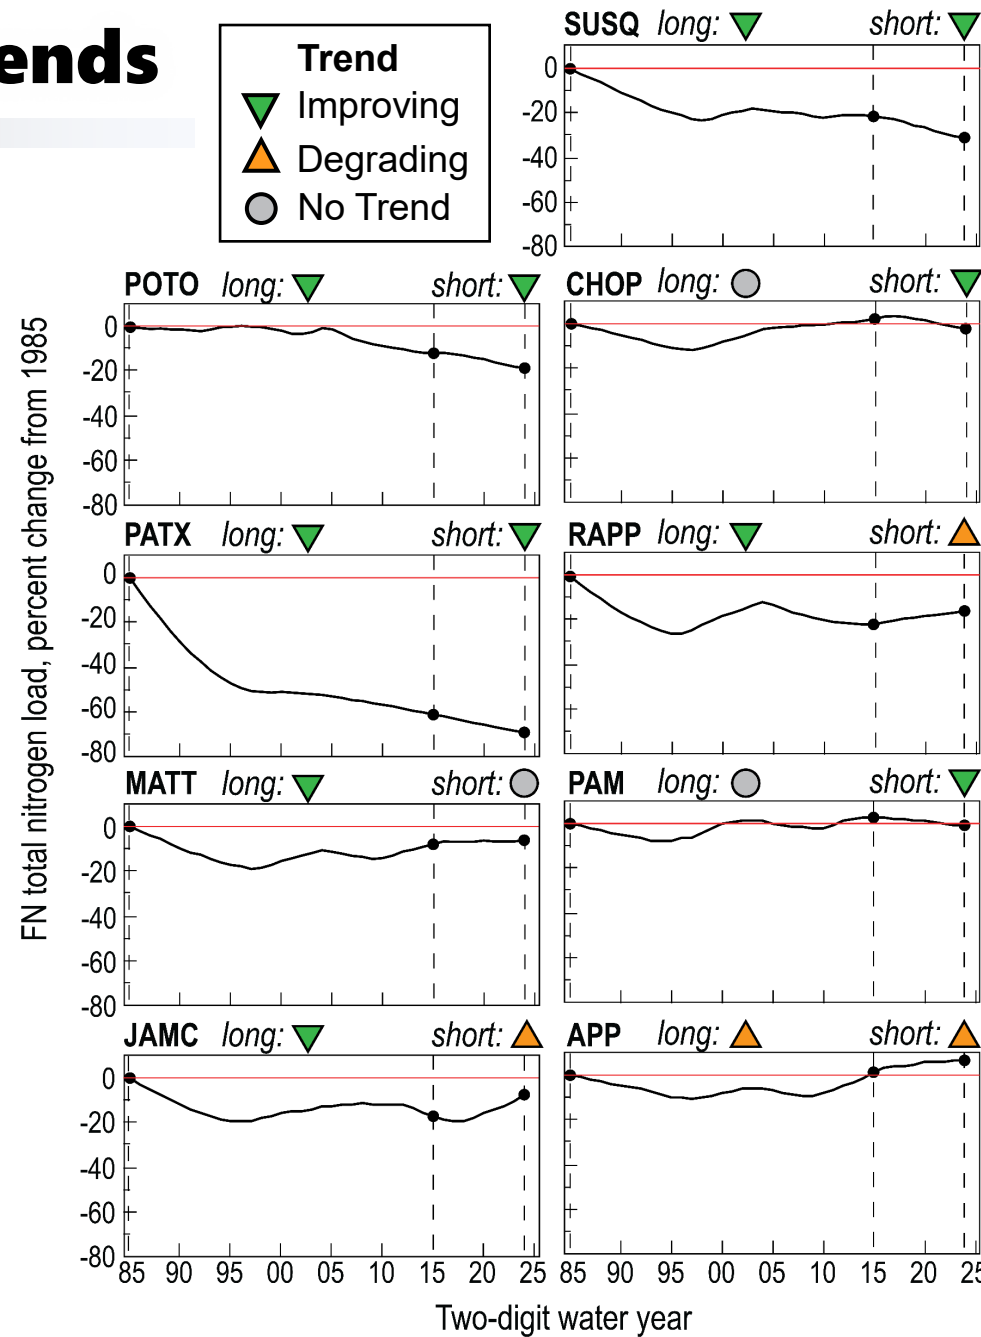 ends
Trend
Improving
Degrading
No Trend
SUSQ long: short:
0
-20
-40
-60
-80
POTO long: short:
0
-20
-40
-60
-80
CHOP long: short:
PATX long: short:
0
-20
-40
-60
-80
RAPP long: short:
MATT long: short:
0
-20
-40
-60
-80
PAM long: short:
JAMC long: short:
0
-20
-40
-60
-80
APP long: short:
85 90 95 00 05 10 15 20 25
85 90 95 00 05 10 15 20 25
FN total nitrogen load, percent change from 1985
Two-digit water year